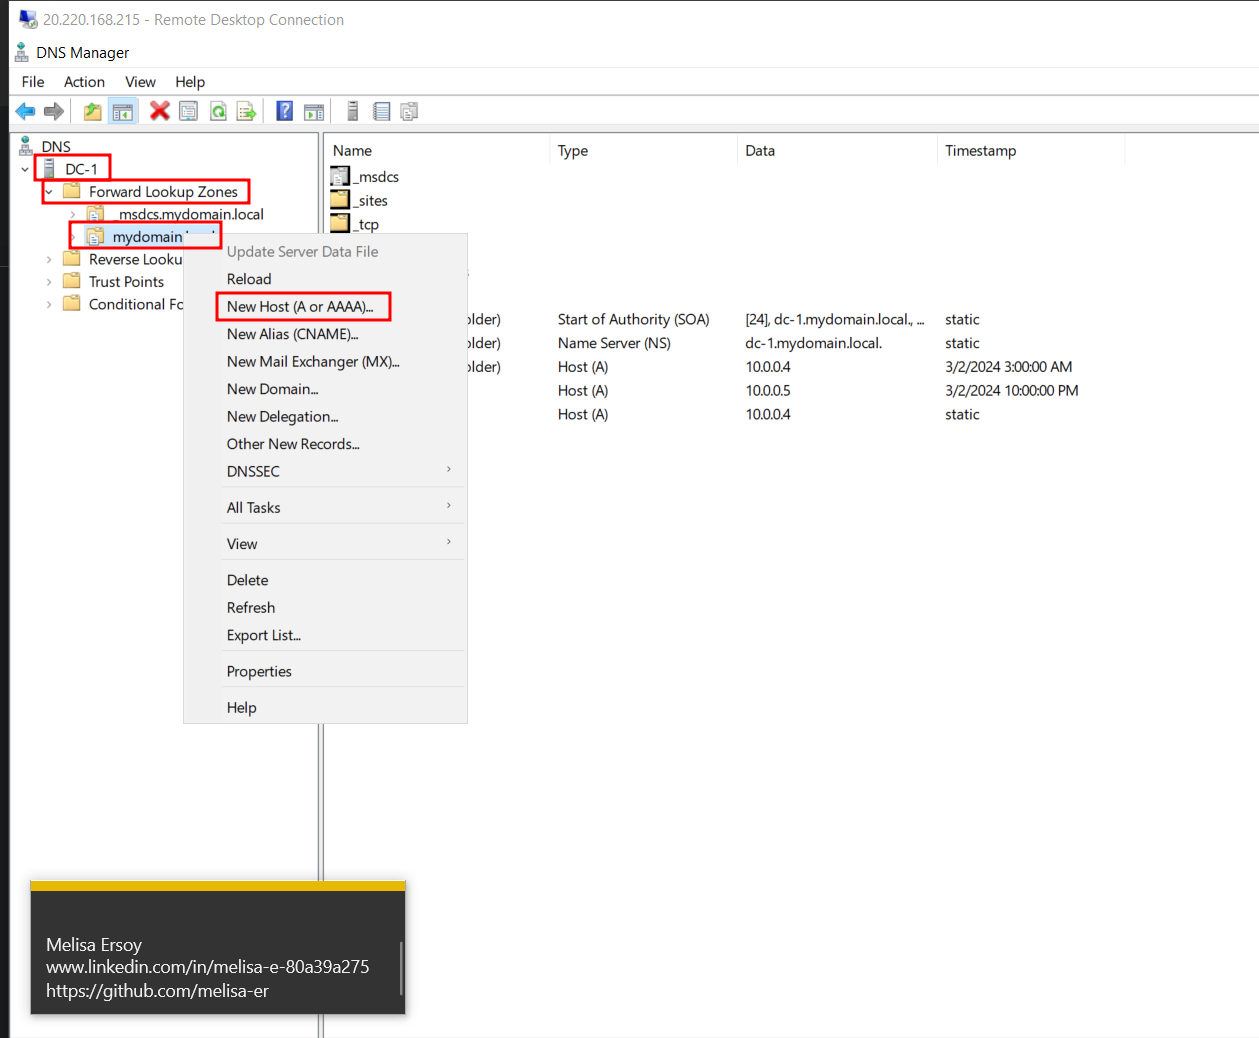 20.220.168.215 - Remote Desktop Connection
DNS Manager
File Action View Help
DNS
DC-1
Forward Lookup Zones
_msdcs.mydomain.local
mydomain
Reverse Looku
Trust Points
Conditional Fo
Name Type Data Timestamp
_msdcs
_sites
_tcp
older) Start of Authority (SOA) [24], dc-1.mydomain.local., ... static
older) Name Server (NS) dc-1.mydomain.local. static
older) Host (A) 10.0.0.4 3/2/2024 3:00:00 AM
Host (A) 10.0.0.5 3/2/2024 10:00:00 PM
Host (A) 10.0.0.4 static
Update Server Data File
Reload
New Host (A or AAAA)...
New Alias (CNAME)...
New Mail Exchanger (MX)...
New Domain...
New Delegation...
Other New Records...
DNSSEC
All Tasks
View
Delete
Refresh
Export List...
Properties
Help
Melisa Ersoy
www.linkedin.com/in/melisa-e-80a39a275
https://github.com/melisa-er